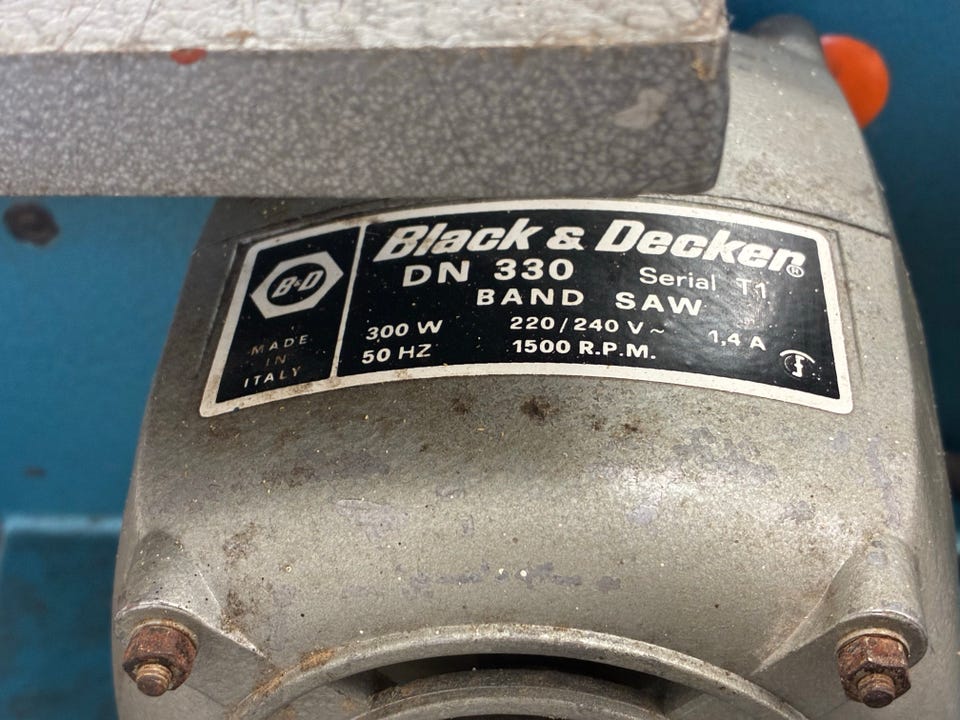 B&D
MADE
IN
ITALY
Black & Decker®
DN 330 Serial T1
BAND SAW
300 W 220/240 V~ 1,4 A
50 HZ 1500 R.P.M.